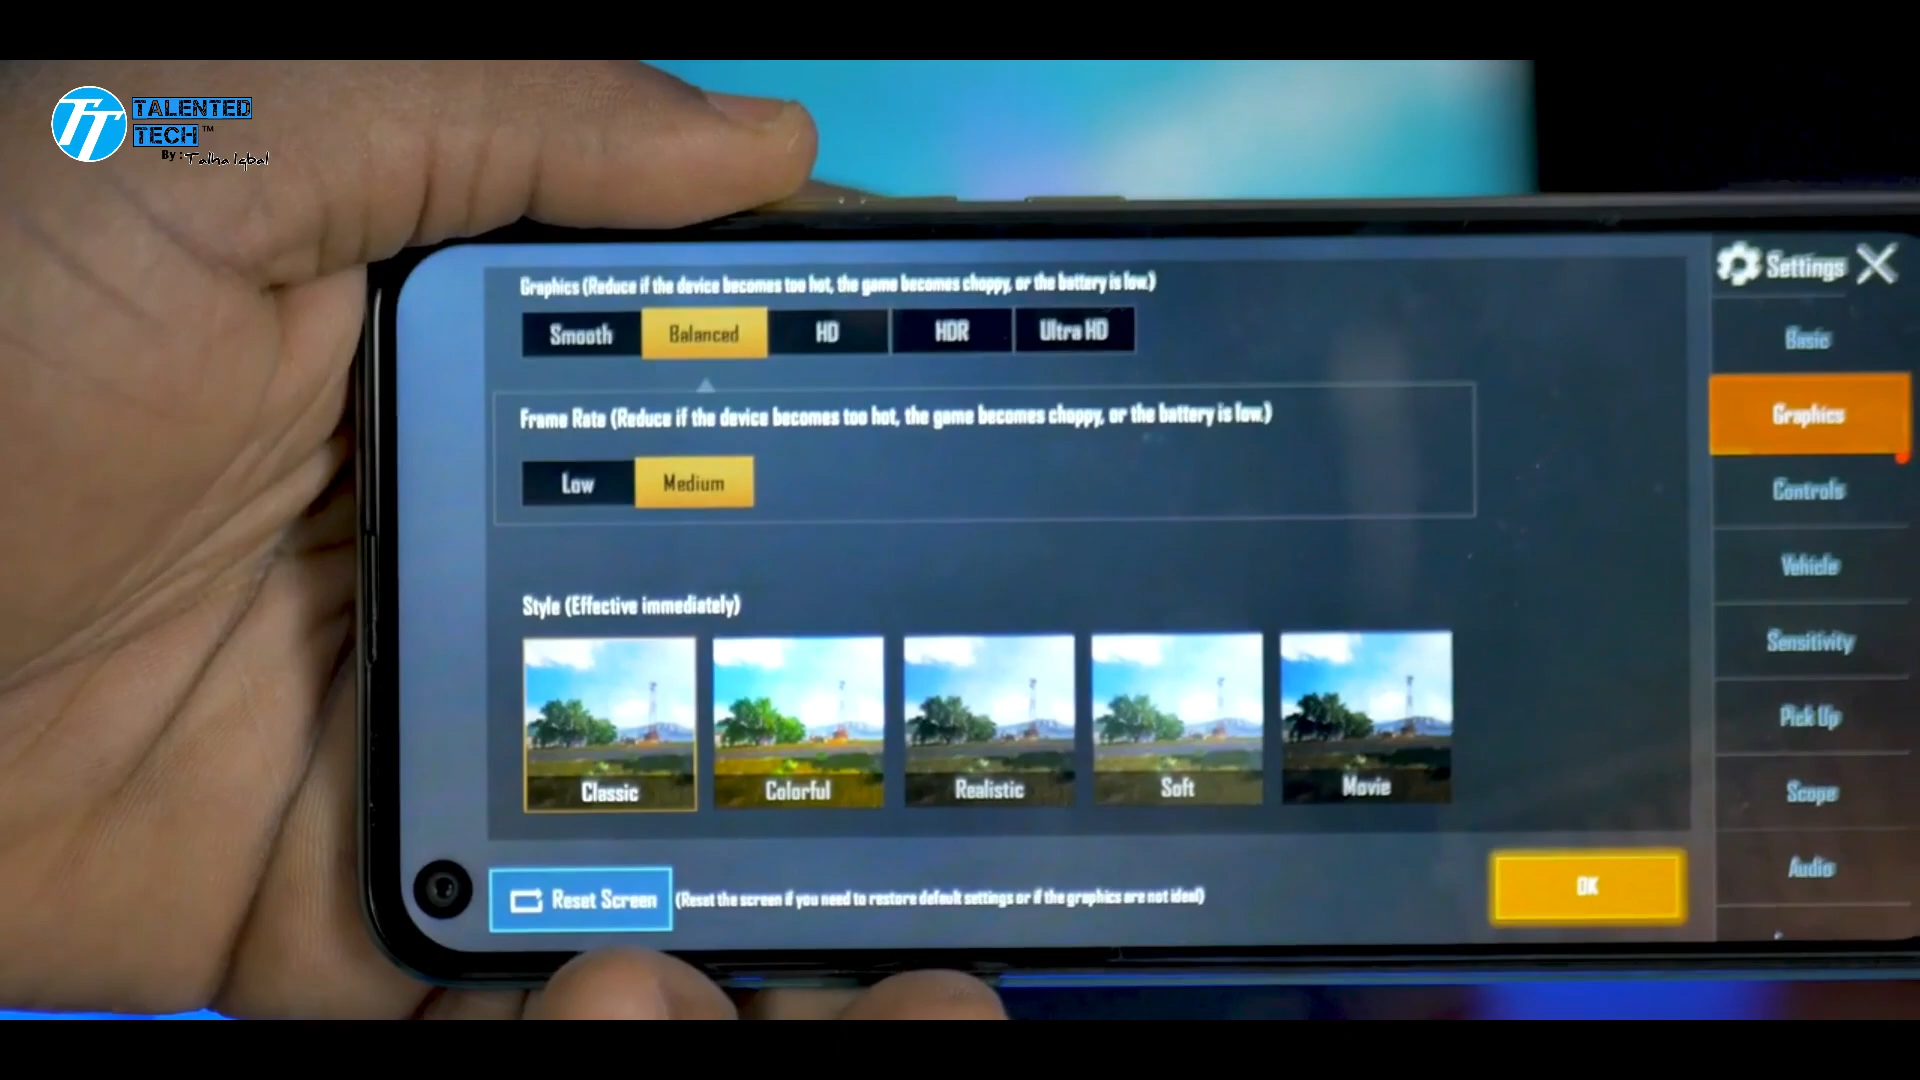 TALENTED
TECH™
By : Talha Iqbal
Settings
Graphics (Reduce if the device becomes too hot, the game becomes choppy, or the battery is low.)
Smooth Balanced HD HDR Ultra HD
Basic
Frame Rate (Reduce if the device becomes too hot, the game becomes choppy, or the battery is low.)
Graphics
Low Medium
Controls
Vehicle
Style (Effective immediately)
Sensitivity
Pick Up
Classic Colorful Realistic Soft Movie
Scope
Audio
Reset Screen (Reset the screen if you need to restore default settings or if the graphics are not ideal)
OK